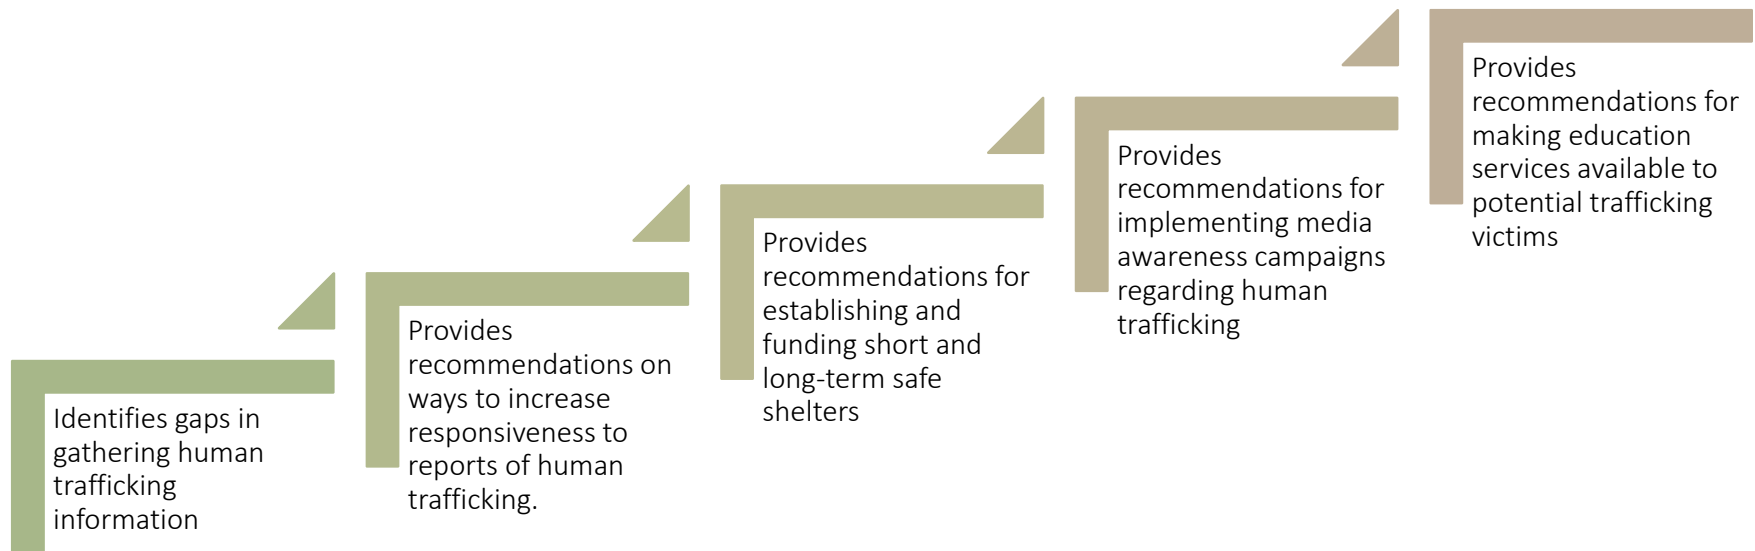 Identifies gaps in
gathering human
trafficking
information
Provides
recommendations on
ways to increase
responsiveness to
reports of human
trafficking.
Provides
recommendations for
establishing and
funding short and
long-term safe
shelters
Provides
recommendations for
implementing media
awareness campaigns
regarding human
trafficking
Provides
recommendations for
making education
services available to
potential trafficking
victims